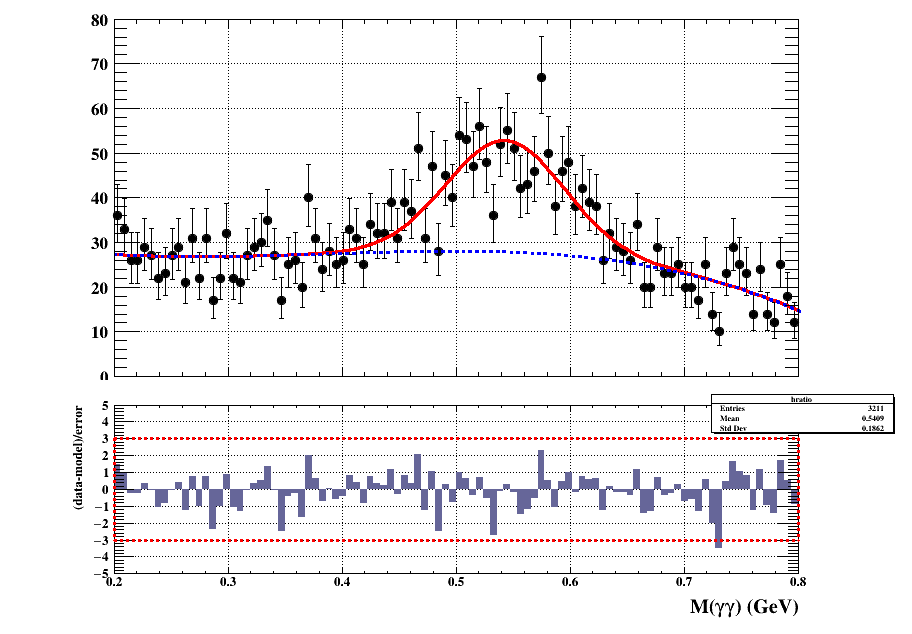 80
70
60
50
40
30
20
10
0
(data-model)/error
5
4
3
2
1
0
−1
−2
−3
−4
−5
hratio
Entries 3211
Mean 0.5409
Std Dev 0.1862
0.2 0.3 0.4 0.5 0.6 0.7 0.8
M(γγ) (GeV)